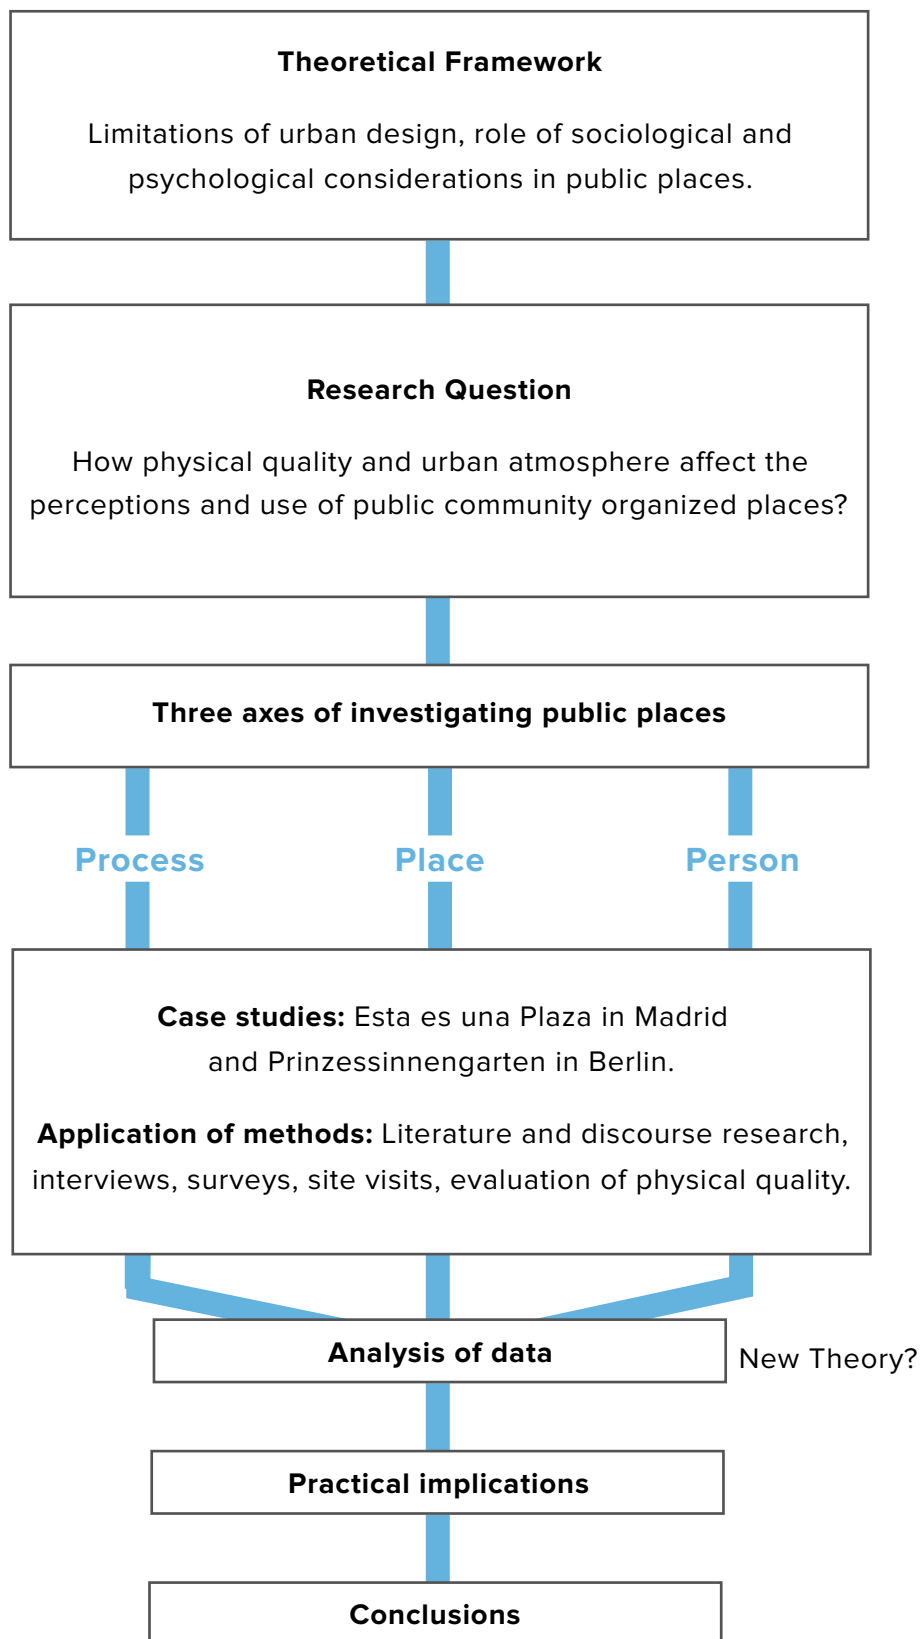 Theoretical Framework
Limitations of urban design, role of sociological and
psychological considerations in public places.
Research Question
How physical quality and urban atmosphere affect the
perceptions and use of public community organized places?
Three axes of investigating public places
Process Place Person
Case studies: Esta es una Plaza in Madrid
and Prinzessinnengarten in Berlin.
Application of methods: Literature and discourse research,
interviews, surveys, site visits, evaluation of physical quality.
Analysis of data
New Theory?
Practical implications
Conclusions